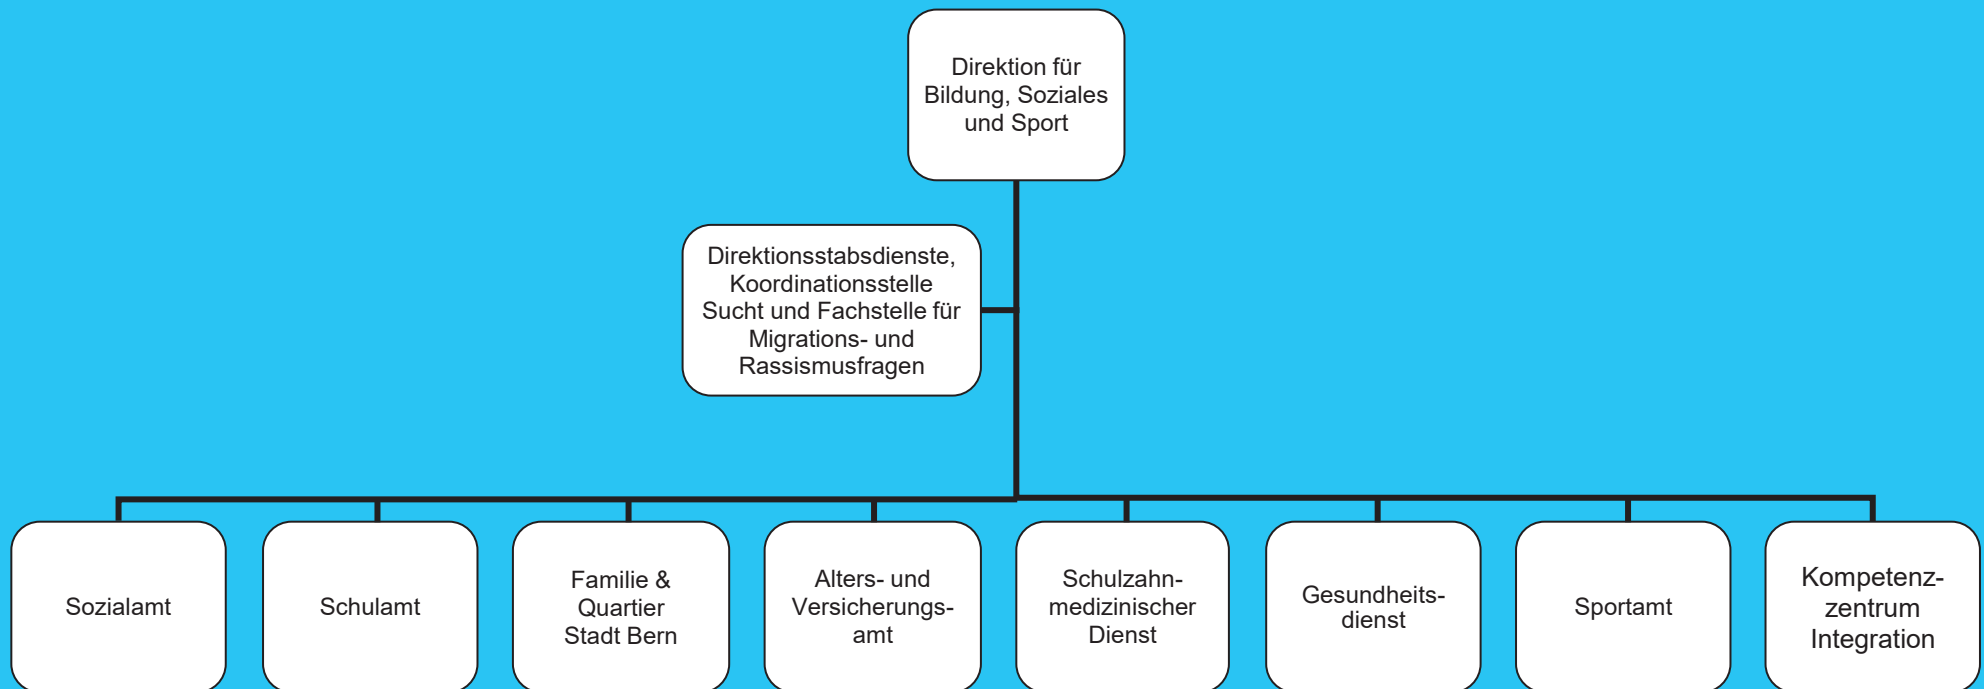 Direktion für
Bildung, Soziales
und Sport
Direktionsstabsdienste,
Koordinationsstelle
Sucht und Fachstelle für
Migrations- und
Rassismusfragen
Sozialamt
Schulamt
Familie &
Quartier
Stadt Bern
Alters- und
Versicherungs-
amt
Schulzahn-
medizinischer
Dienst
Gesundheits-
dienst
Sportamt
Kompetenz-
zentrum
Integration